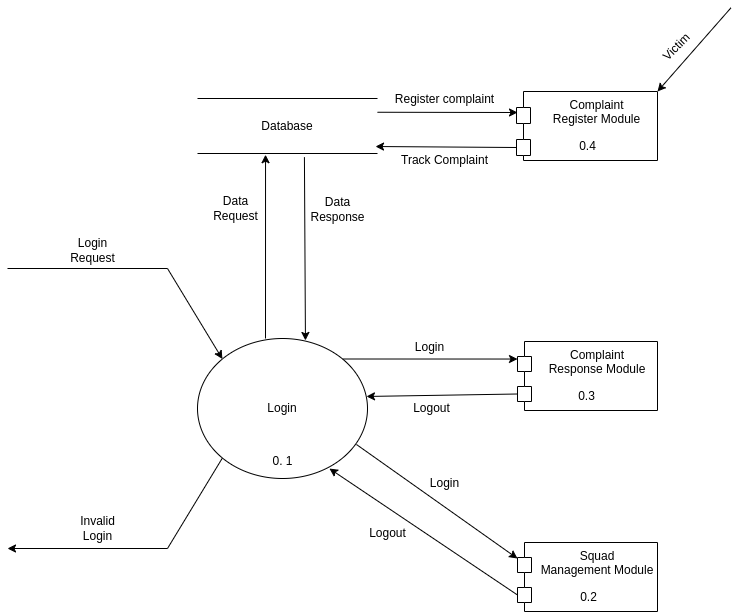 Victim
Register complaint
Complaint
Register Module
0.4
Database
Track Complaint
Data
Request
Data
Response
Login
Request
Login
Complaint
Response Module
0.3
Logout
Login
0. 1
Login
Invalid
Login
Logout
Squad
Management Module
0.2